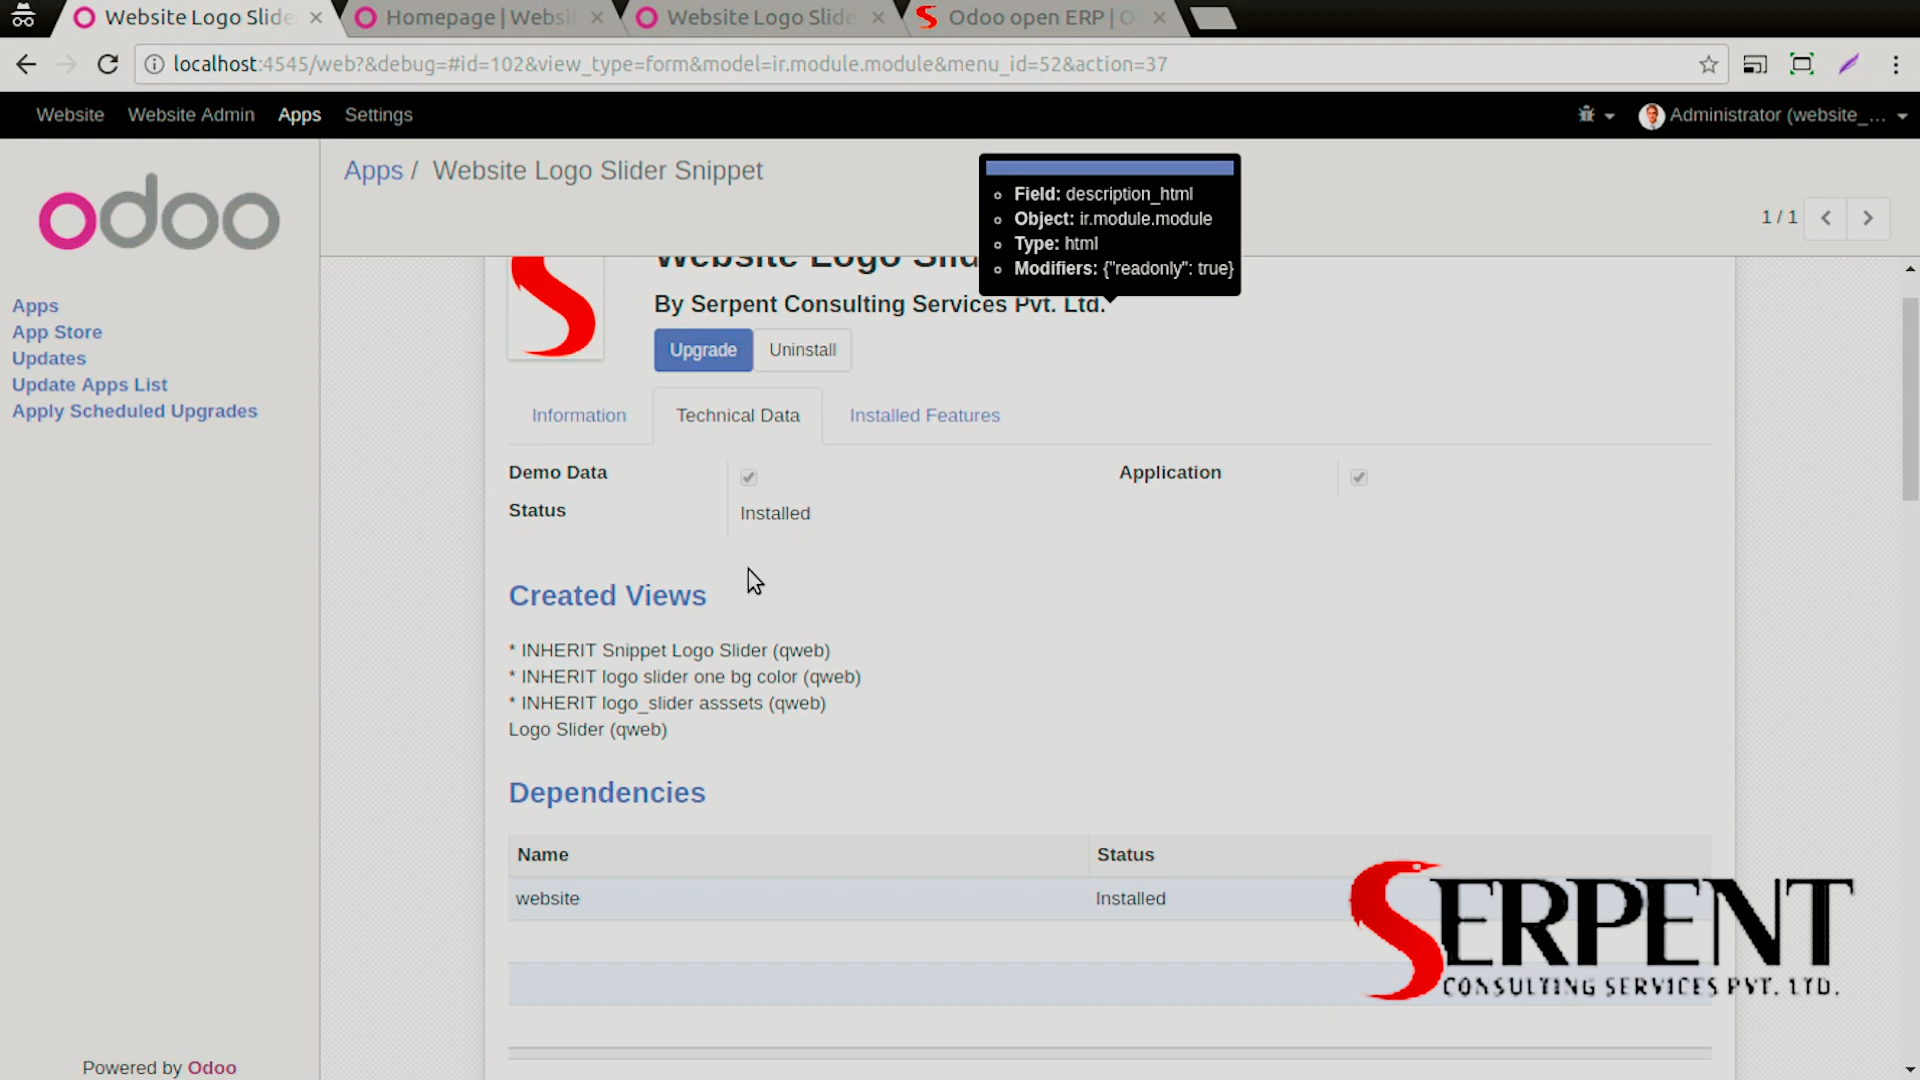 Website Logo Slide
Homepage | Websi
Website Logo Slide
Odoo open ERP | O
localhost:4545/web?&debug=#id=102&view_type=form&model=ir.module.module&menu_id=52&action=37
Website Website Admin Apps Settings
Administrator (website_...
odoo
Apps / Website Logo Slider Snippet
1 / 1
Field: description_html
Object: ir.module.module
Type: html
Modifiers: {"readonly": true}
Apps
App Store
Updates
Update Apps List
Apply Scheduled Upgrades
Website Logo Slid
By Serpent Consulting Services Pvt. Ltd.
Upgrade Uninstall
Information Technical Data Installed Features
Demo Data
Application
Status Installed
Created Views
* INHERIT Snippet Logo Slider (qweb)
* INHERIT logo slider one bg color (qweb)
* INHERIT logo_slider asssets (qweb)
Logo Slider (qweb)
Dependencies
Name Status
website Installed
SERPENT
CONSULTING SERVICES PVT. LTD.
Powered by Odoo